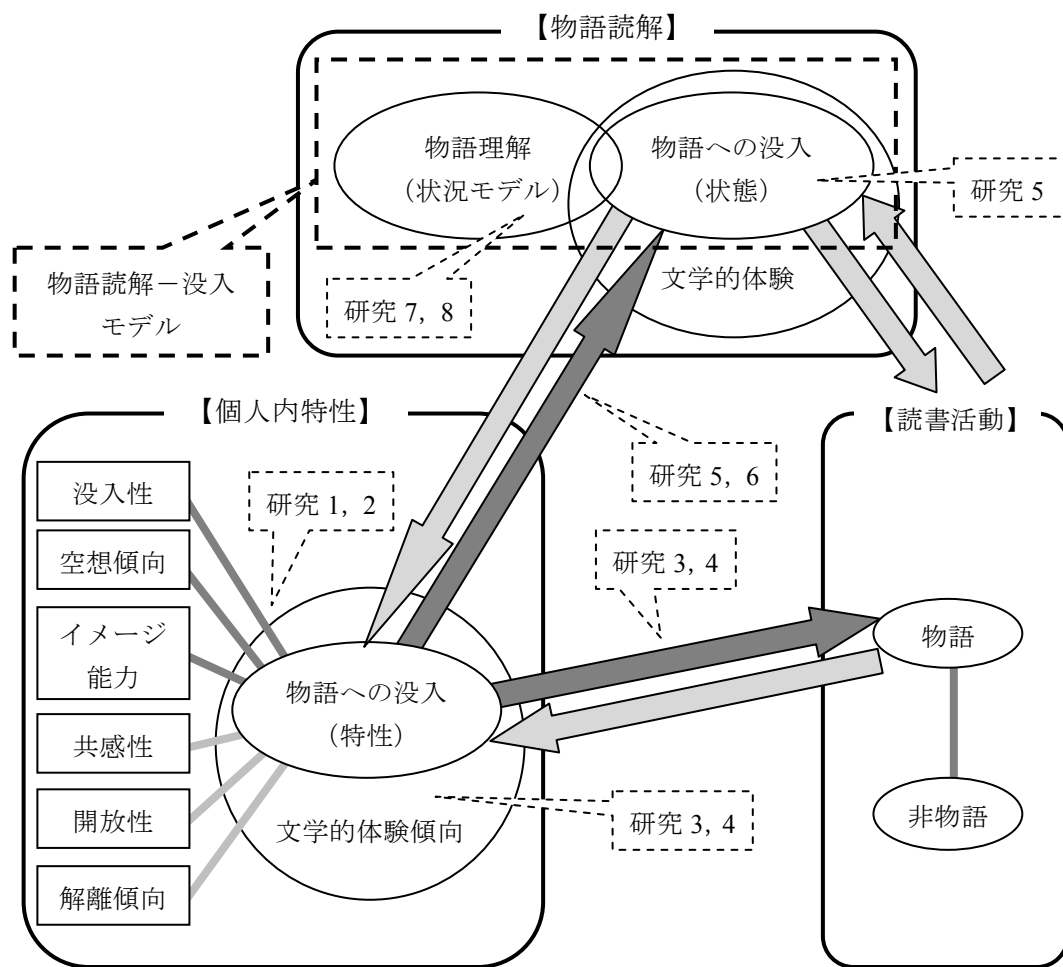 【物語読解】
物語理解
(状況モデル)
物語への没入
(状態)
研究 5
物語読解－没入
モデル
研究 7, 8
文学的体験
【個人内特性】
【読書活動】
没入性
研究 1, 2
研究 5, 6
空想傾向
研究 3, 4
イメージ
能力
物語
物語への没入
(特性)
共感性
開放性
研究 3, 4
非物語
文学的体験傾向
解離傾向